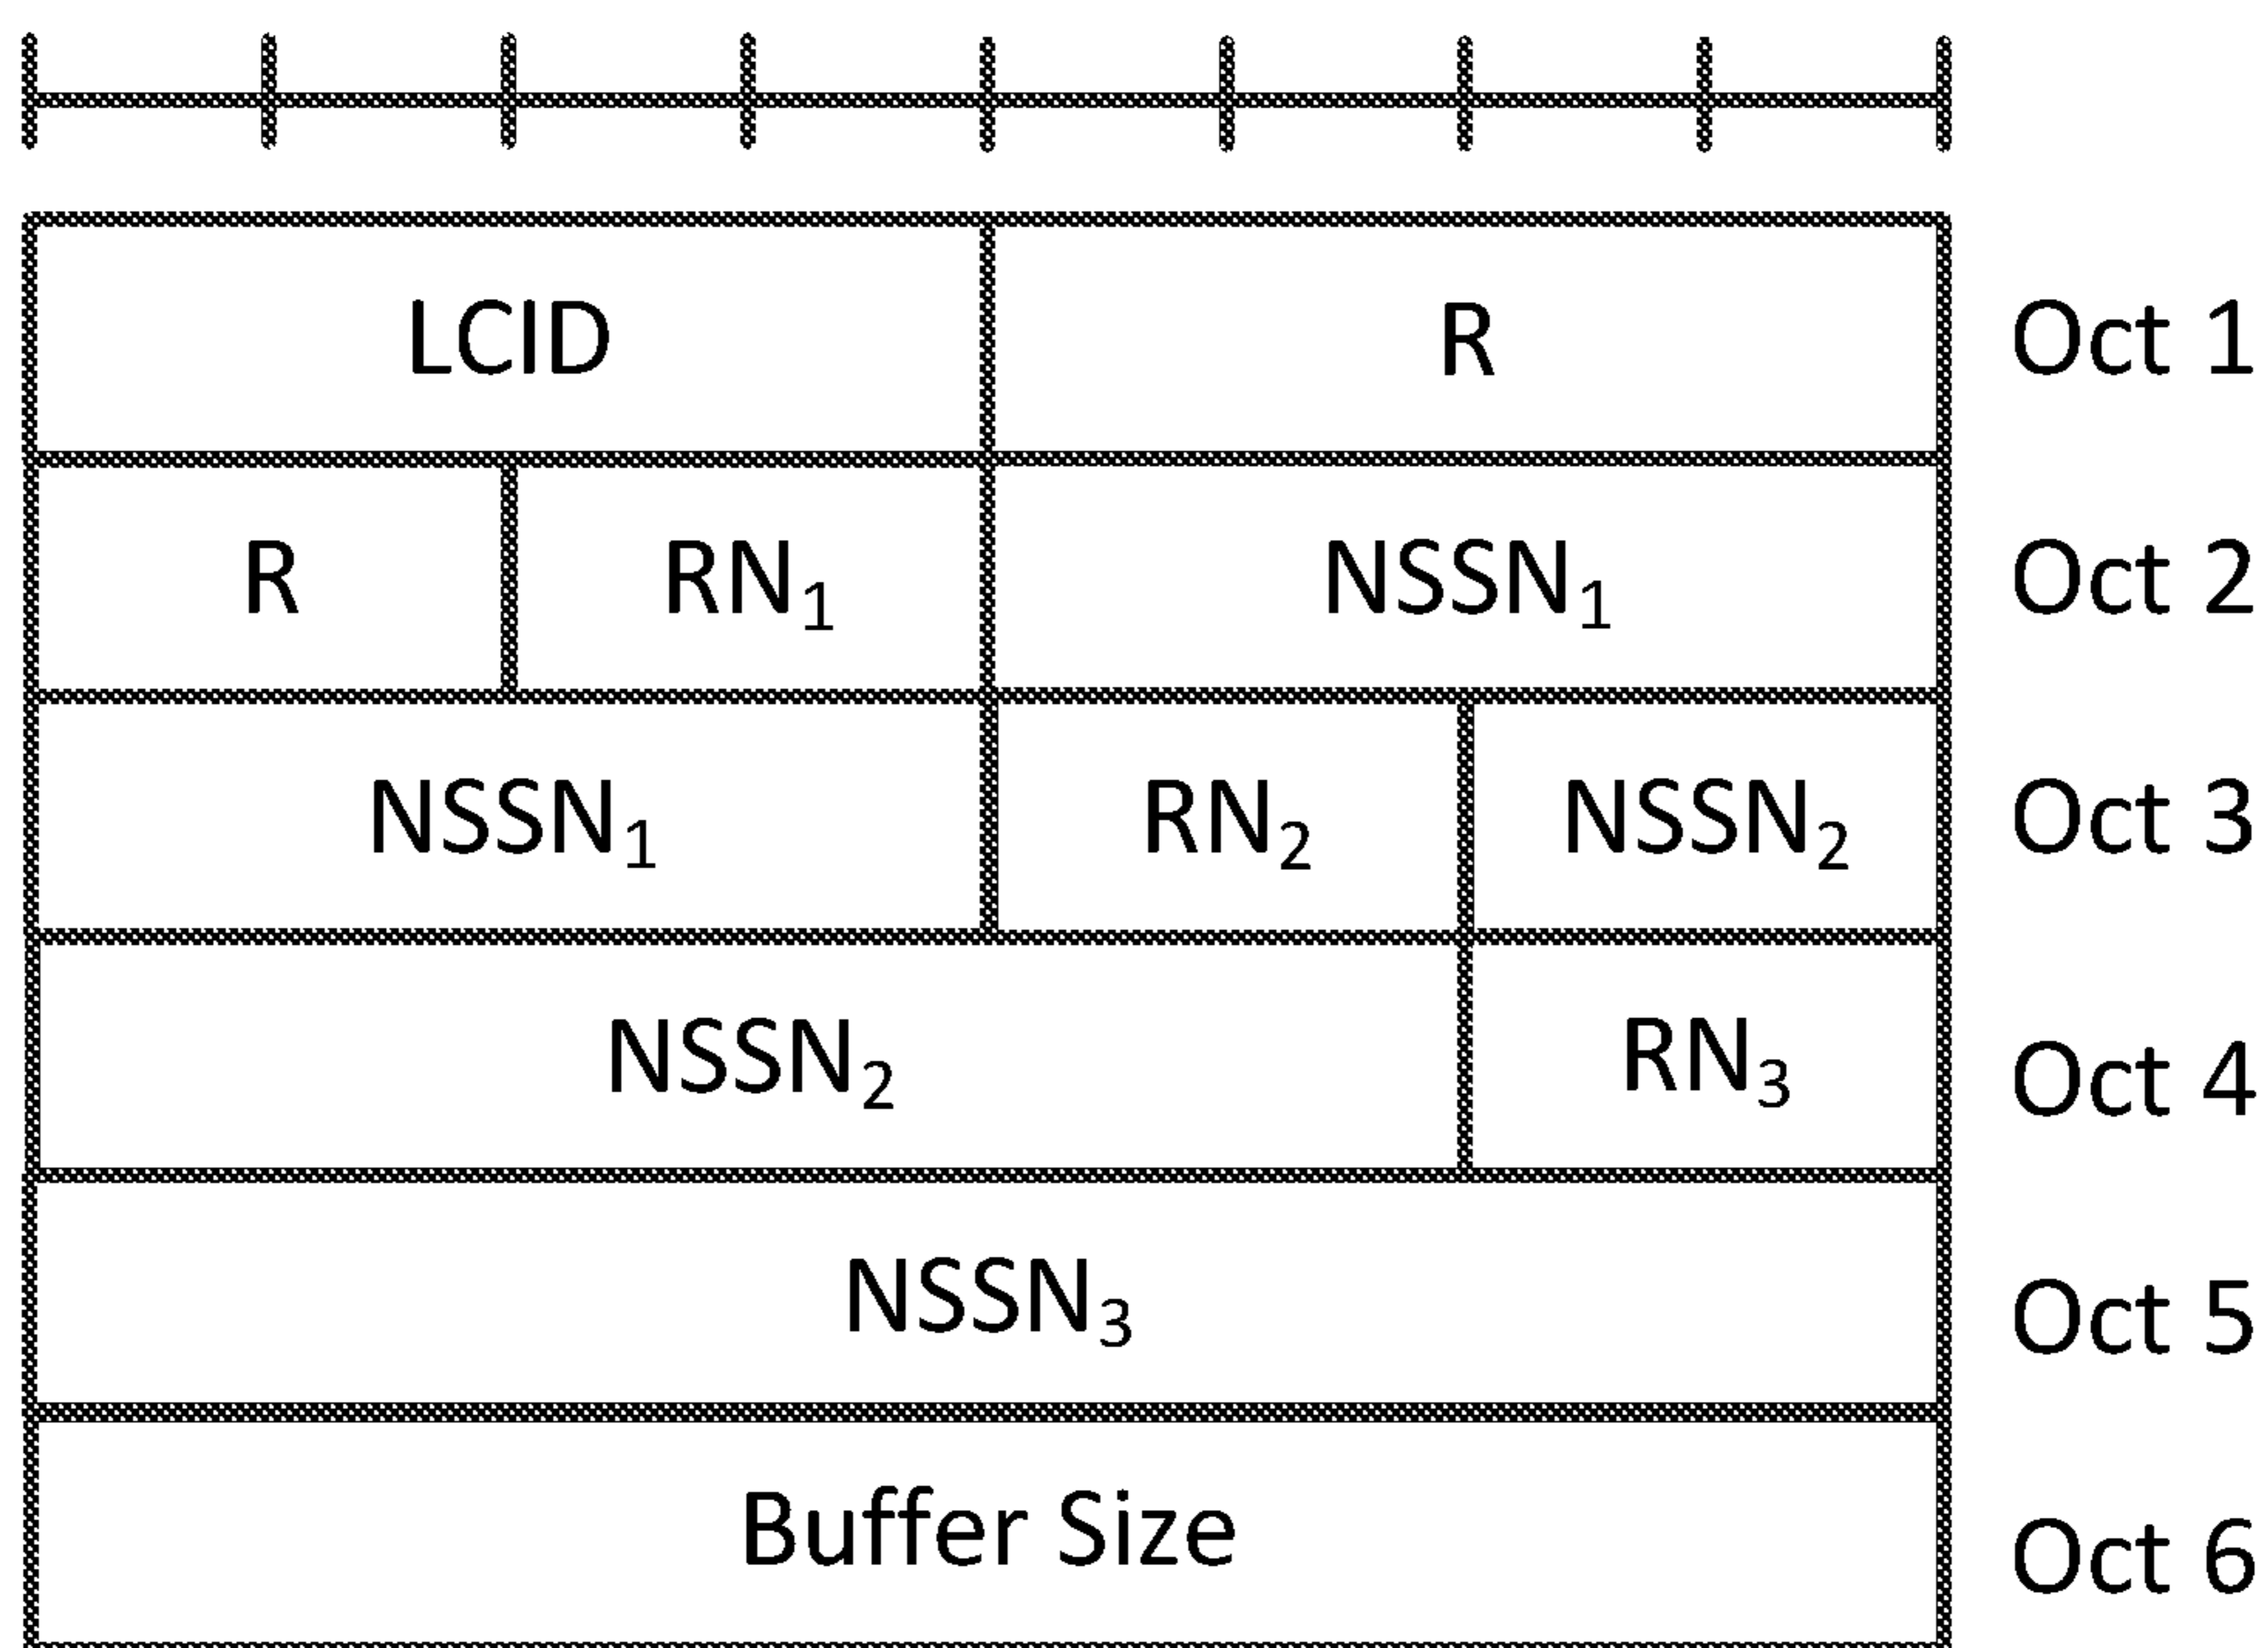 LCID R Oct 1
R RN₁ NSSN₁ Oct 2
NSSN₁ RN₂ NSSN₂ Oct 3
NSSN₂ RN₃ Oct 4
NSSN₃ Oct 5
Buffer Size Oct 6